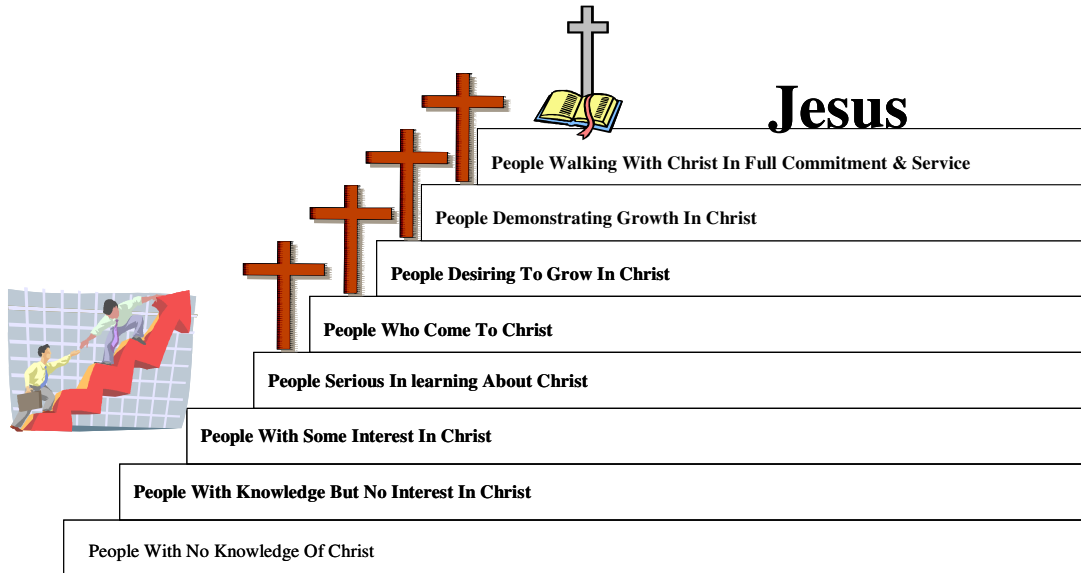 Jesus
People Walking With Christ In Full Commitment & Service
People Demonstrating Growth In Christ
People Desiring To Grow In Christ
People Who Come To Christ
People Serious In learning About Christ
People With Some Interest In Christ
People With Knowledge But No Interest In Christ
People With No Knowledge Of Christ